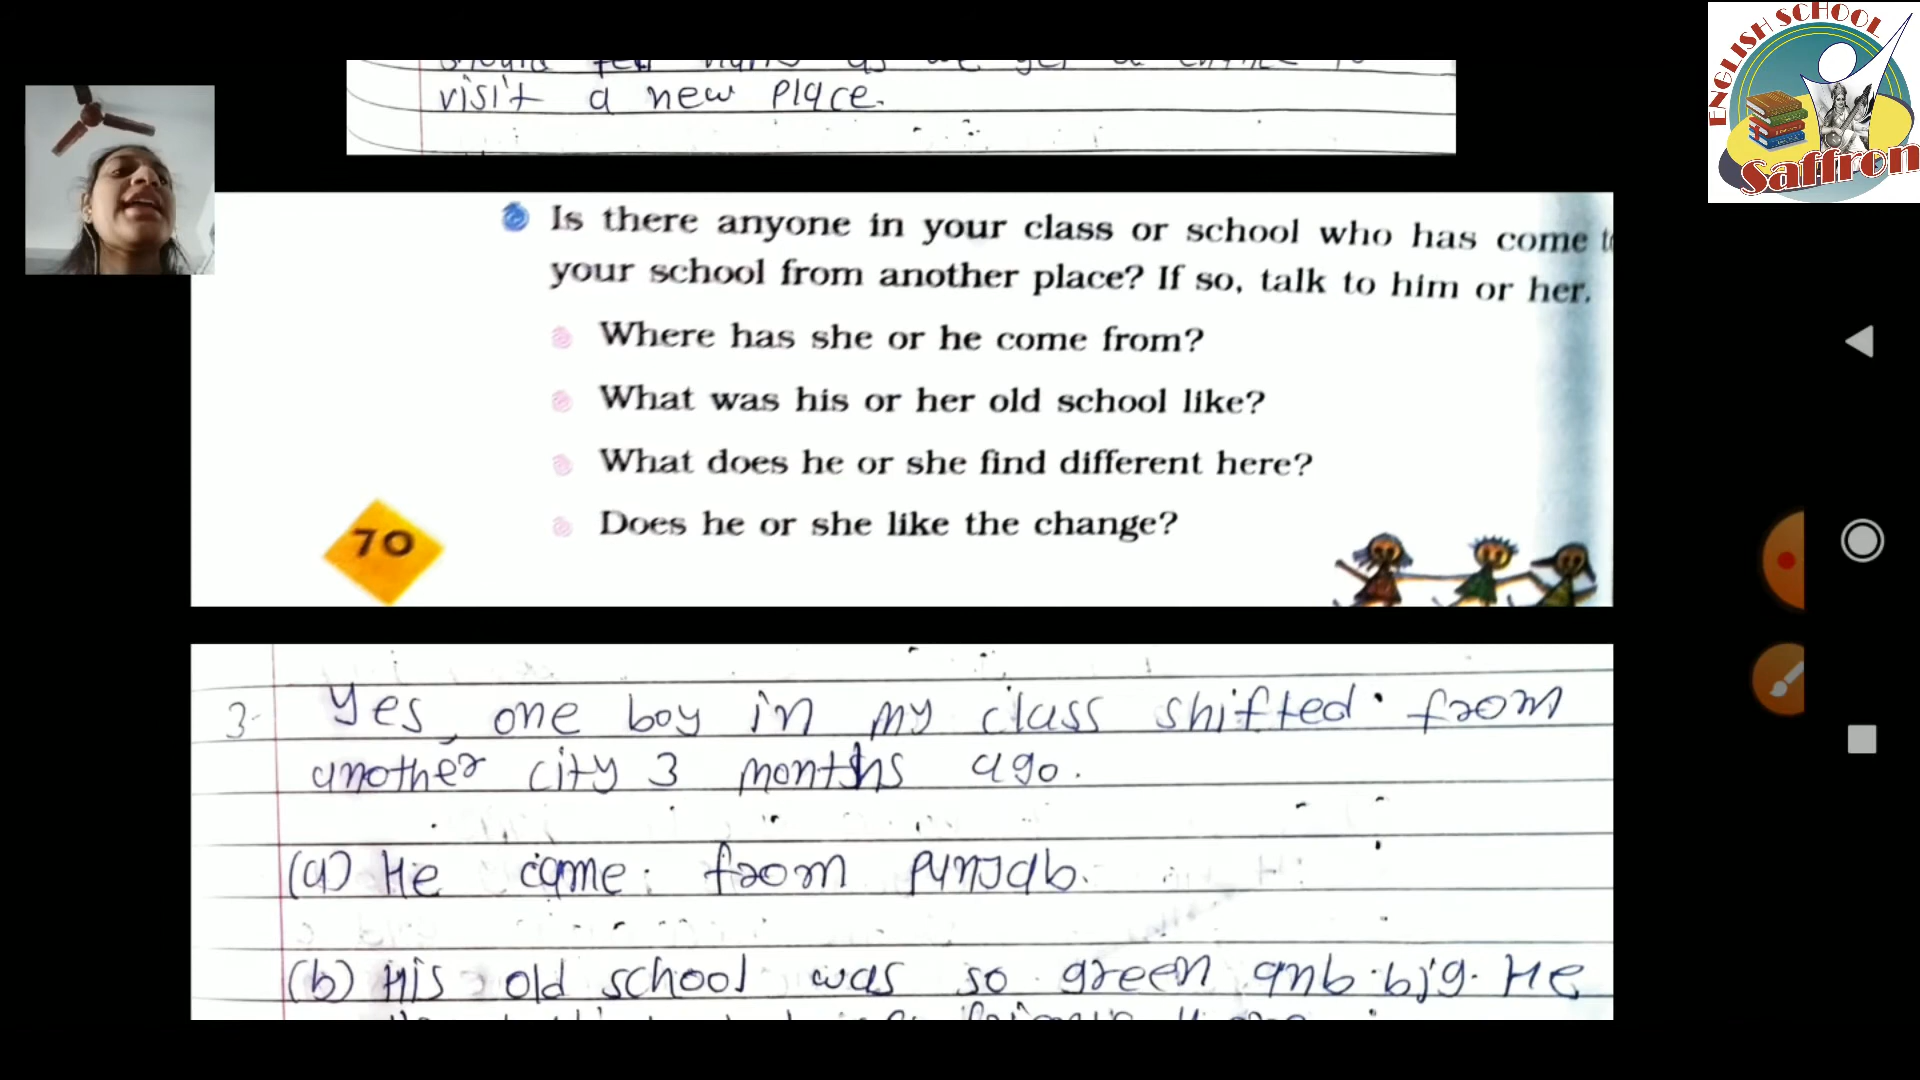 visit a new place.
ENGLISH SCHOOL
Saffron
Is there anyone in your class or school who has come
your school from another place? If so, talk to him or her.
Where has she or he come from?
What was his or her old school like?
What does he or she find different here?
Does he or she like the change?
70
3- Yes, one boy in my class shifted from
another city 3 months ago.
(a) He came from Punjab.
(b) His old school was so green anb big. He